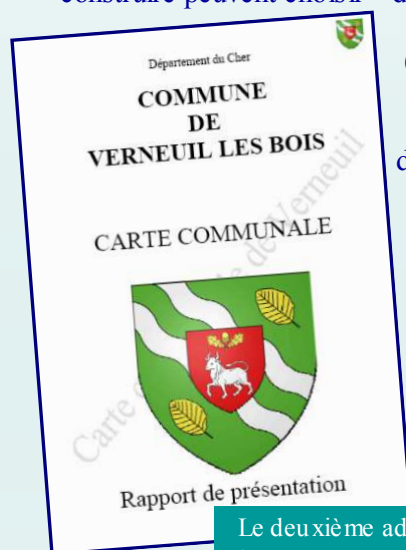 construire peuvent choisir
Département du Cher
COMMUNE
DE
VERNEUIL LES BOIS
d
CARTE COMMUNALE
Carte de Verneuil
Rapport de présentation
Le deuxième ad